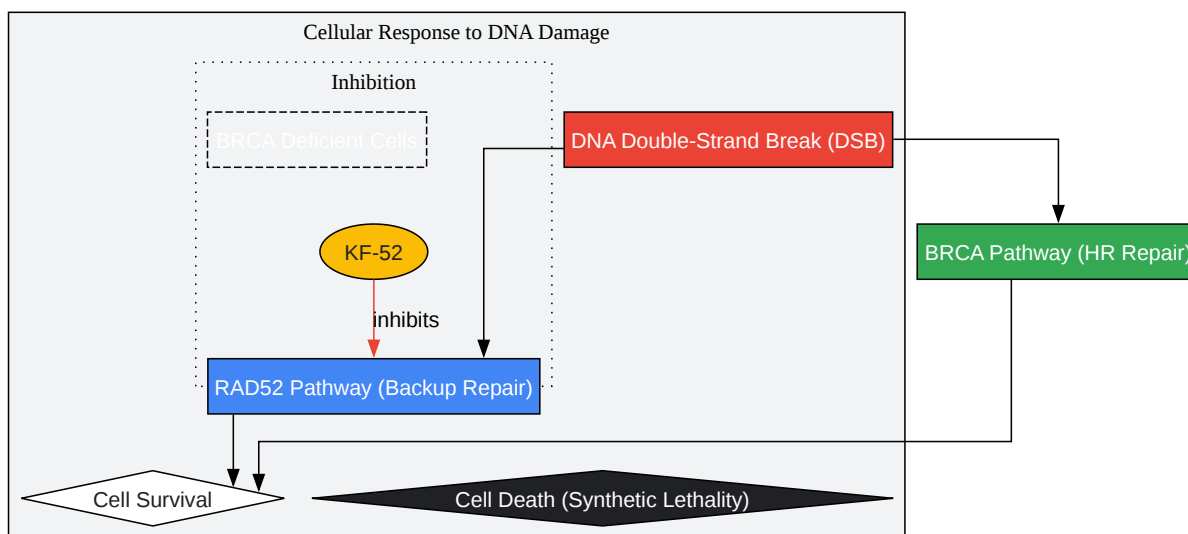 Cellular Response to DNA Damage
Inhibition
BRCA Deficient Cells
DNA Double-Strand Break (DSB)
KF-52
BRCA Pathway (HR Repair)
inhibits
RAD52 Pathway (Backup Repair)
Cell Survival
Cell Death (Synthetic Lethality)